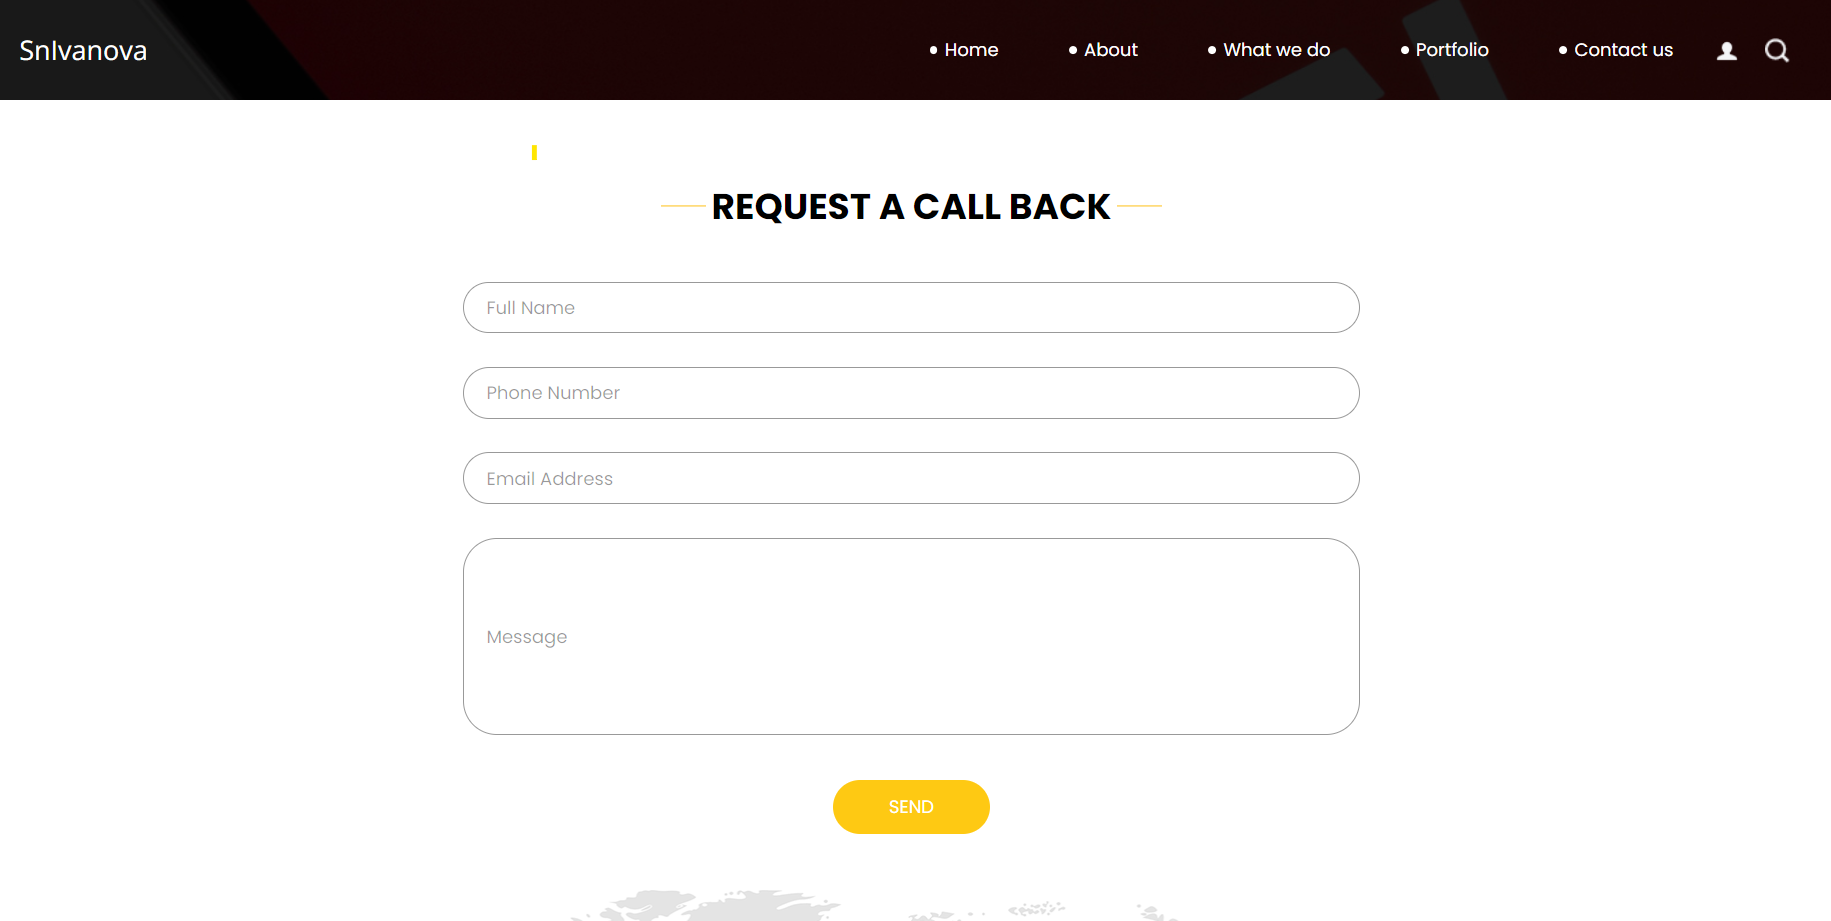 SnIvanova
Home About What we do Portfolio Contact us
REQUEST A CALL BACK
Full Name
Phone Number
Email Address
Message
SEND